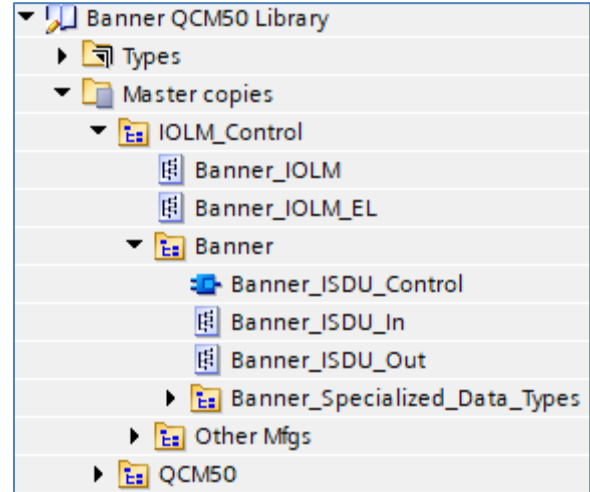 Banner QCM50 Library
Types
Master copies
IOLM_Control
Banner_IOLM
Banner_IOLM_EL
Banner
Banner_ISDU_Control
Banner_ISDU_In
Banner_ISDU_Out
Banner_Specialized_Data_Types
Other Mfgs
QCM50